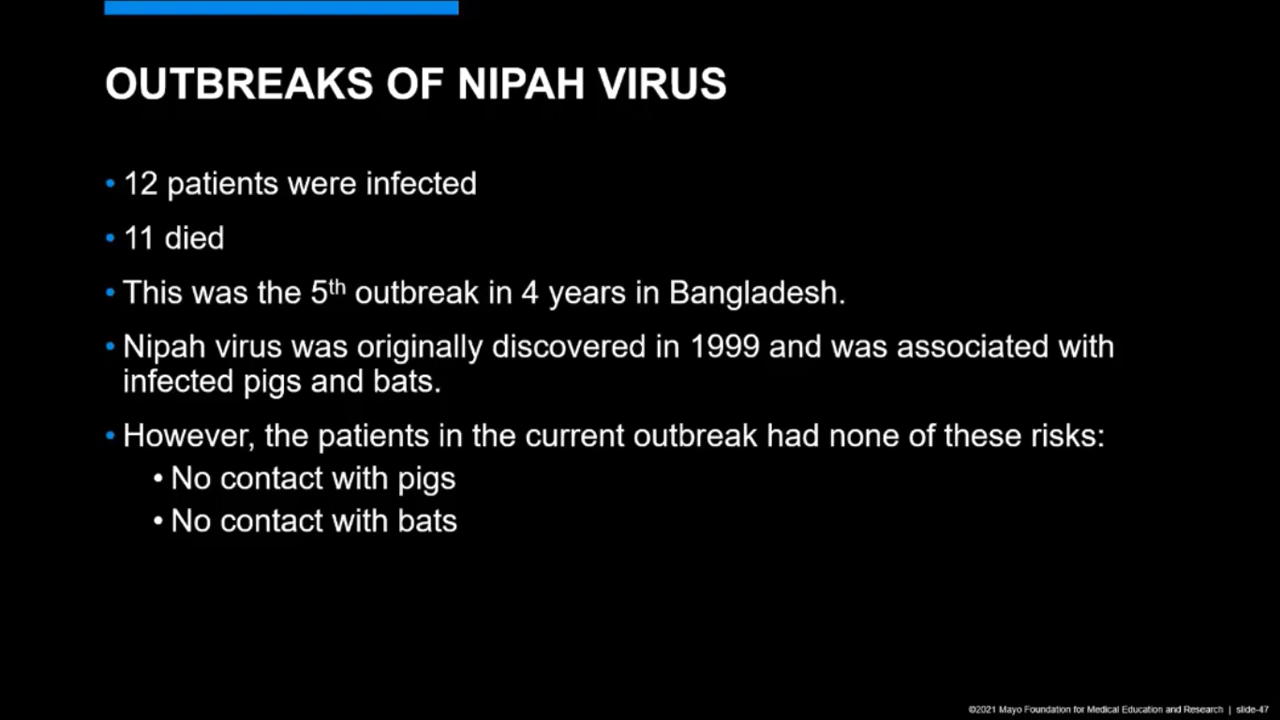 OUTBREAKS OF NIPAH VIRUS
• 12 patients were infected
• 11 died
• This was the 5th outbreak in 4 years in Bangladesh.
• Nipah virus was originally discovered in 1999 and was associated with
infected pigs and bats.
• However, the patients in the current outbreak had none of these risks:
• No contact with pigs
• No contact with bats
©2021 Mayo Foundation for Medical Education and Research | slide-47